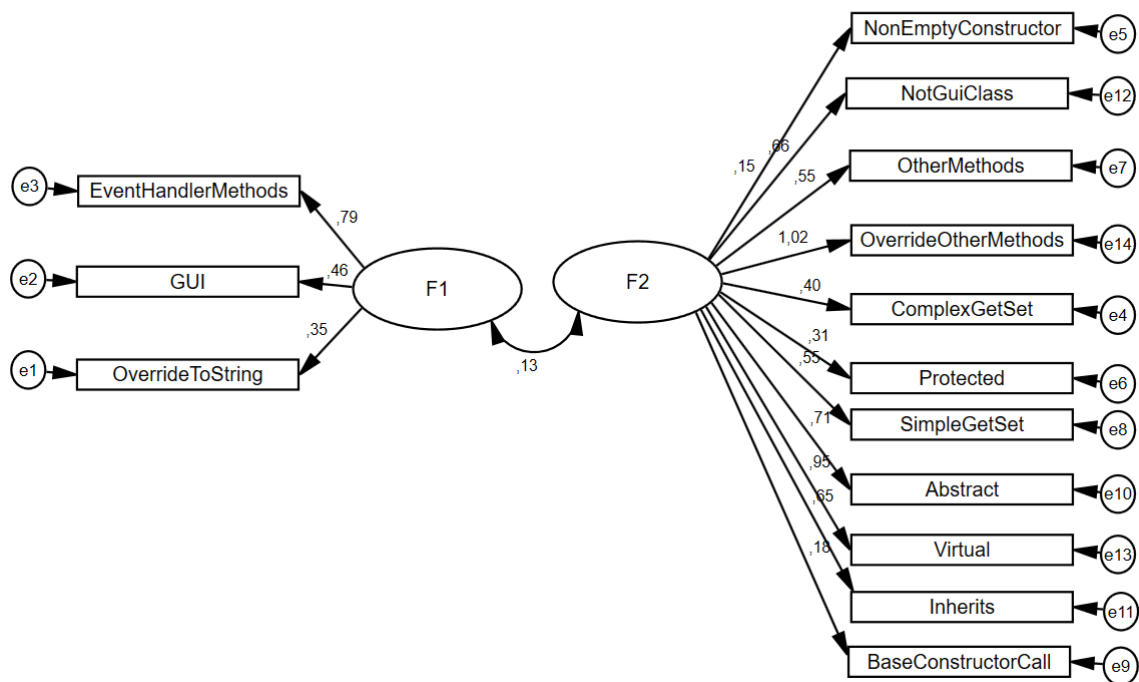 e3
EventHandlerMethods
,79
e2
GUI
,46
,35
e1
OverrideToString
F1
,13
F2
NonEmptyConstructor
e5
,15
NotGuiClass
e12
,66
OtherMethods
e7
,55
OverrideOtherMethods
e14
1,02
ComplexGetSet
e4
,40
Protected
e6
,31
SimpleGetSet
e8
,55
Abstract
e10
,71
Virtual
e13
,95
Inherits
e11
,65
BaseConstructorCall
e9
,18